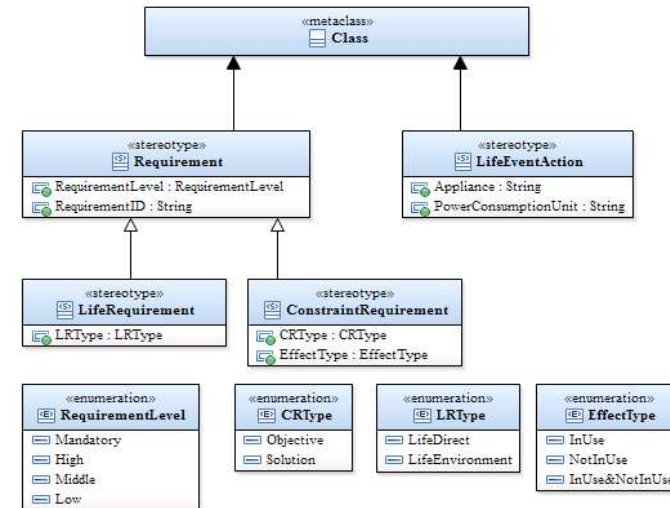 «metaclass»
Class
«stereotype»
Requirement
RequirementLevel : RequirementLevel
RequirementID : String
«stereotype»
LifeEventAction
Appliance : String
PowerConsumptionUnit : String
«stereotype»
LifeRequirement
LRType : LRType
«stereotype»
ConstraintRequirement
CRType : CRType
EffectType : EffectType
«enumeration»
RequirementLevel
Mandatory
High
Middle
Low
«enumeration»
CRType
Objective
Solution
«enumeration»
LRType
LifeDirect
LifeEnvironment
«enumeration»
EffectType
InUse
NotInUse
InUse&NotInUse